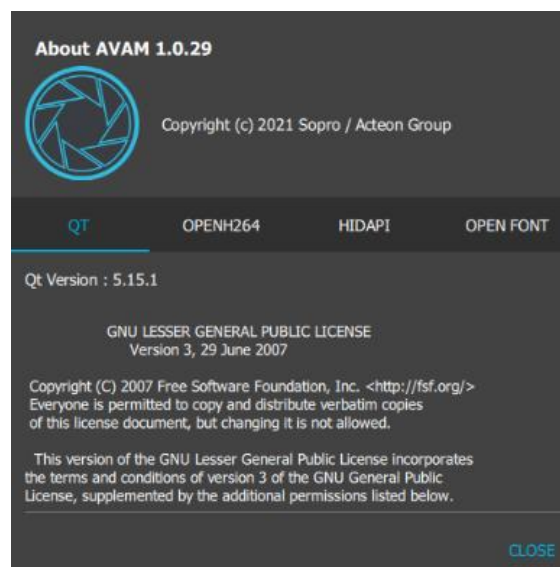 About AVAM 1.0.29
Copyright (c) 2021 Sopro / Acteon Group
QT OPENH264 HIDAPI OPEN FONT
Qt Version : 5.15.1
GNU LESSER GENERAL PUBLIC LICENSE
Version 3, 29 June 2007
Copyright (C) 2007 Free Software Foundation, Inc. <http://fsf.org/>
Everyone is permitted to copy and distribute verbatim copies
of this license document, but changing it is not allowed.
This version of the GNU Lesser General Public License incorporates
the terms and conditions of version 3 of the GNU General Public
License, supplemented by the additional permissions listed below.
CLOSE